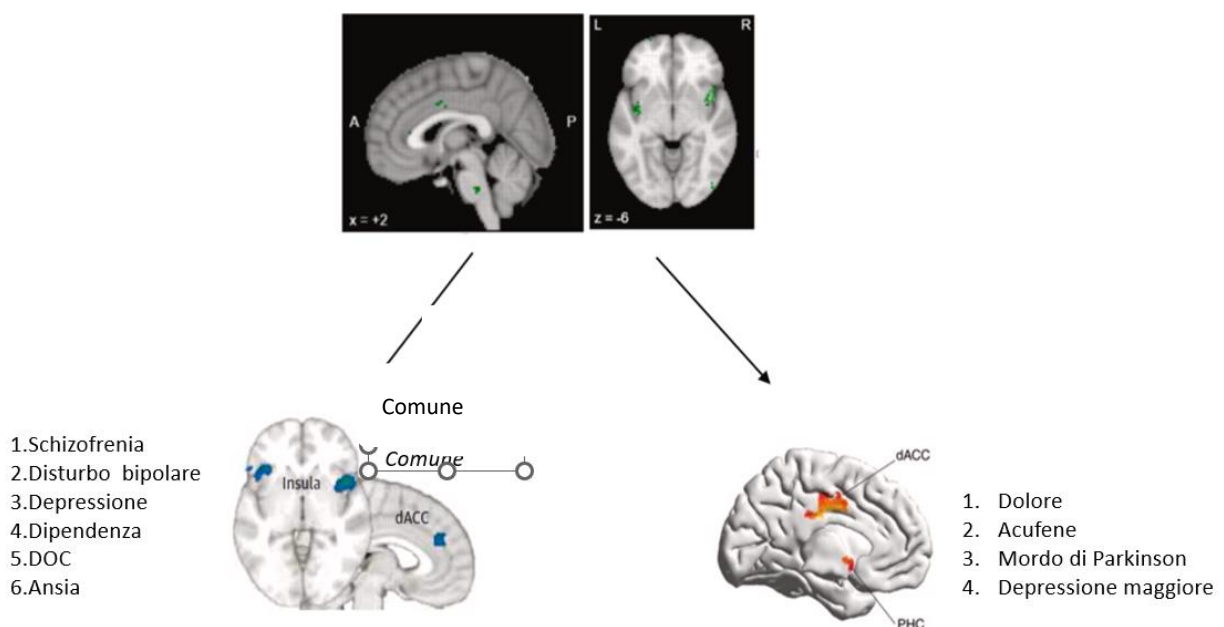 L R
A P
x = +2 z = -6
Comune
Comune
1.Schizofrenia
2.Disturbo bipolare
3.Depressione
4.Dipendenza
5.DOC
6.Ansia
Insula
dACC
dACC
PHC
1. Dolore
2. Acufene
3. Mordo di Parkinson
4. Depressione maggiore